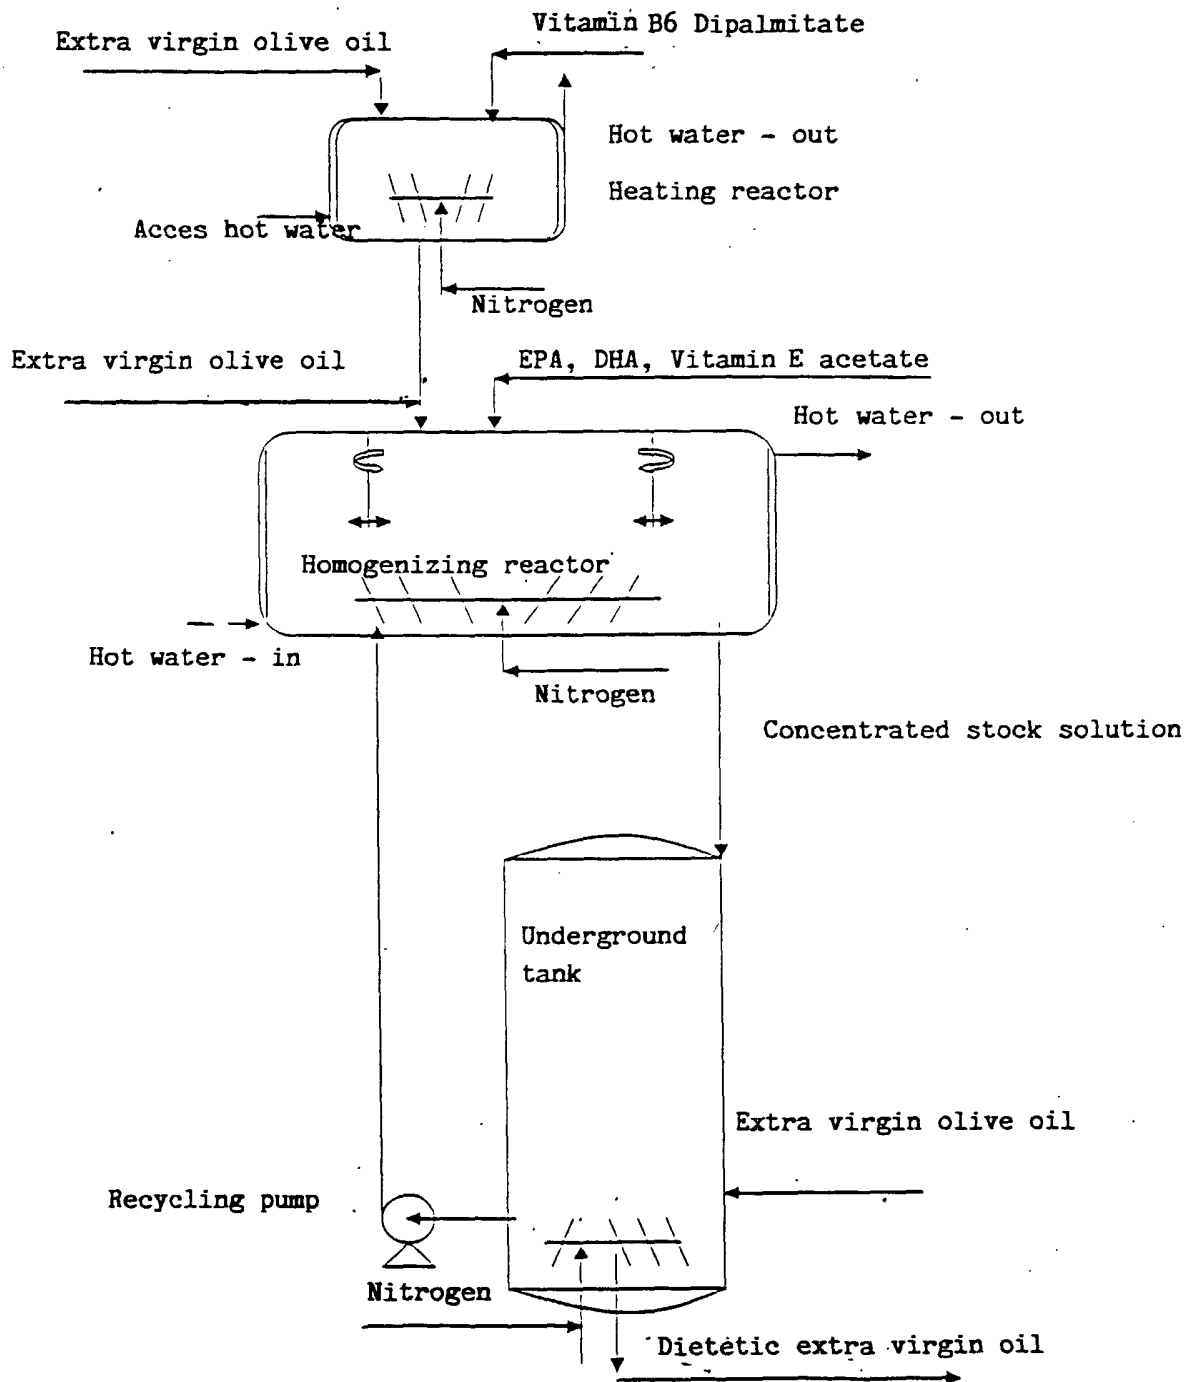 Vitamin B6 Dipalmitate
Extra virgin olive oil
Hot water - out
Heating reactor
Acces hot water
Nitrogen
Extra virgin olive oil
EPA, DHA, Vitamin E acetate
Hot water - out
Homogenizing reactor
Hot water - in
Nitrogen
Concentrated stock solution
Underground
tank
Extra virgin olive oil
Recycling pump
Nitrogen
Dietetic extra virgin oil